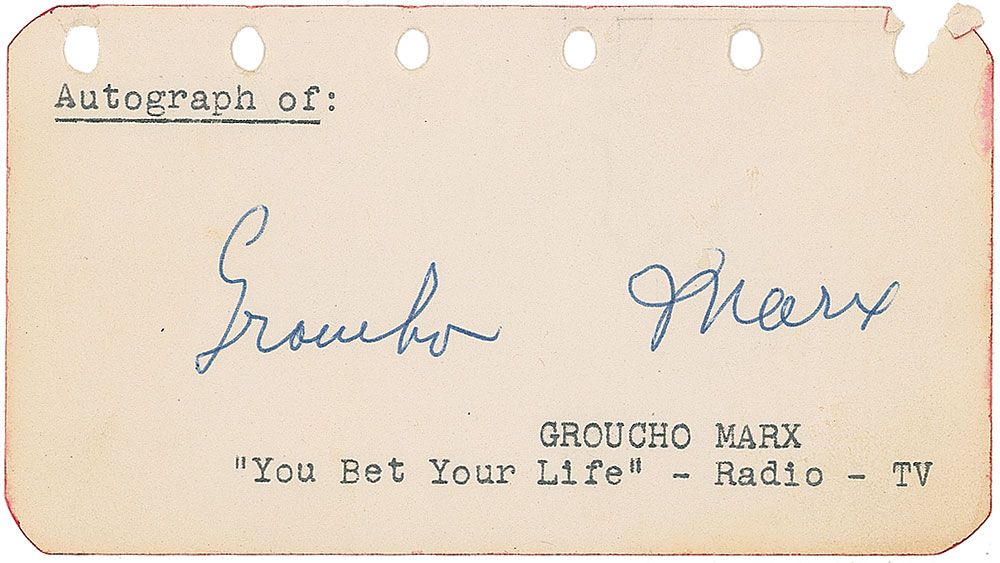 Autograph of:
Groucho Marx
GROUCHO MARX
"You Bet Your Life" - Radio - TV